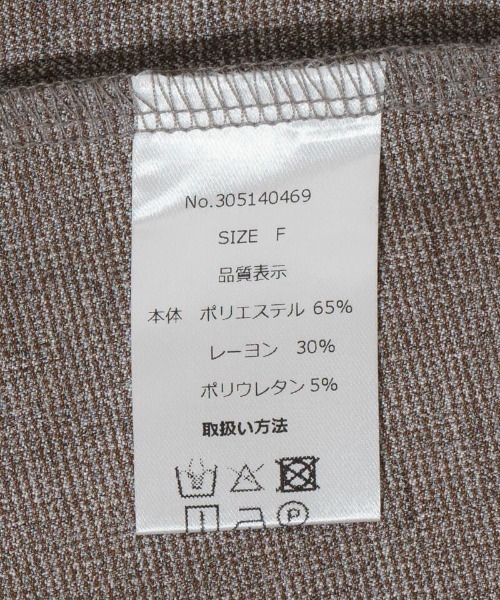 No.305140469
SIZE F
品質表示
本体 ポリエステル 65%
レーヨン 30%
ポリウレタン 5%
取扱い方法
P